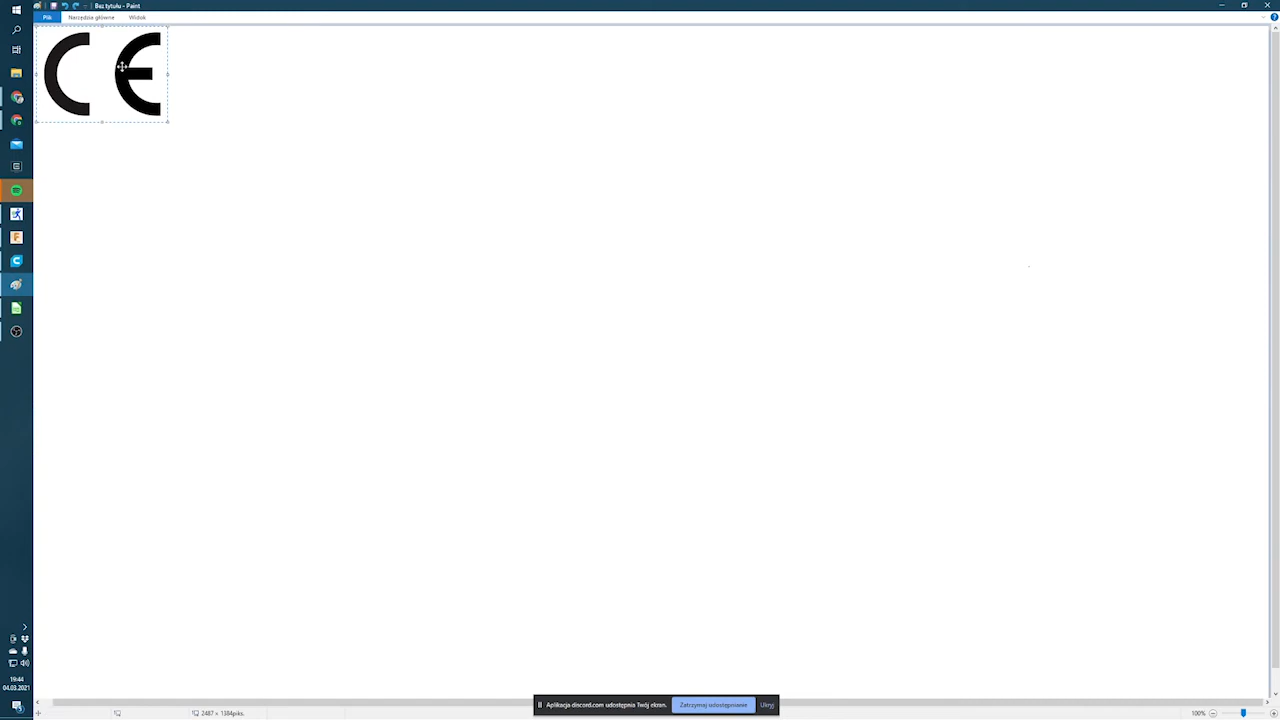 Bez tytułu - Paint
Plik Narzędzia główne Widok
CE
19:44
04.03.2021
Aplikacja discord.com udostępnia Twój ekran. Zatrzymaj udostępnianie Ukryj
2487 × 1384piks. 100%